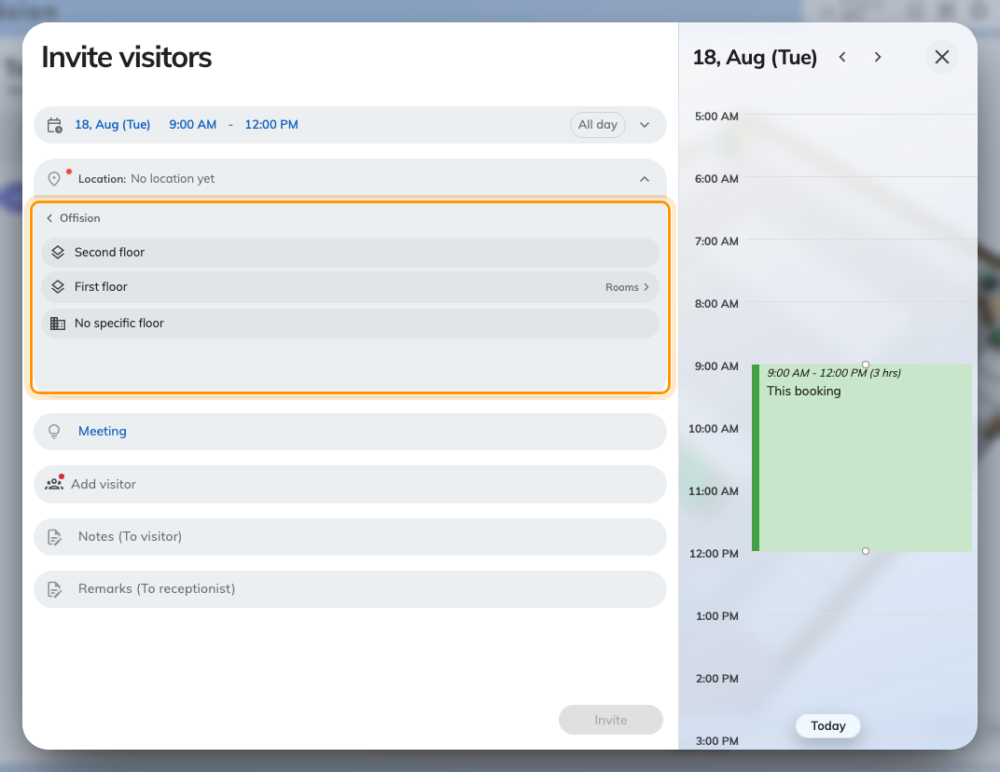 Invite visitors
18, Aug (Tue) 9:00 AM - 12:00 PM All day
Location: No location yet
Offision
Second floor
First floor Rooms
No specific floor
Meeting
Add visitor
Notes (To visitor)
Remarks (To receptionist)
Invite
18, Aug (Tue)
5:00 AM
6:00 AM
7:00 AM
8:00 AM
9:00 AM
9:00 AM - 12:00 PM (3 hrs)
This booking
10:00 AM
11:00 AM
12:00 PM
1:00 PM
2:00 PM
Today
3:00 PM